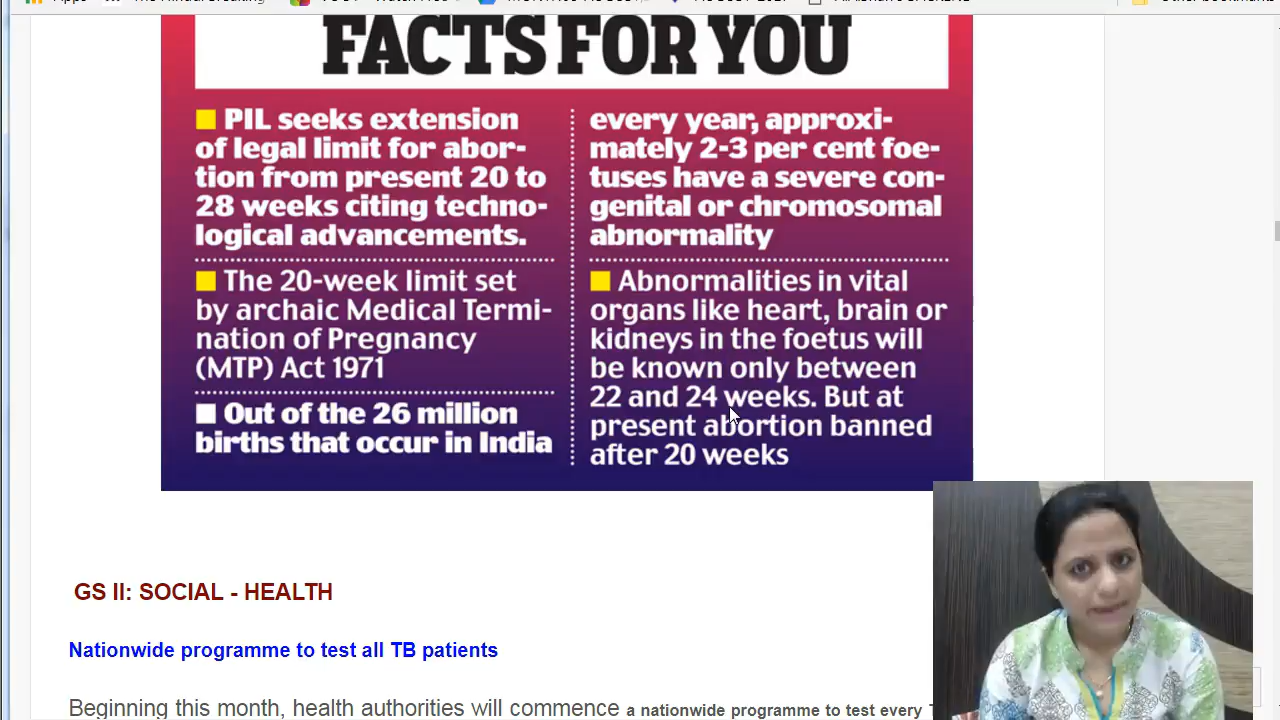 Apps
FACTS FOR YOU
PIL seeks extension
of legal limit for abor-
tion from present 20 to
28 weeks citing techno-
logical advancements.
The 20-week limit set
by archaic Medical Termi-
nation of Pregnancy
(MTP) Act 1971
Out of the 26 million
births that occur in India
every year, approxi-
mately 2-3 per cent foe-
tuses have a severe con-
genital or chromosomal
abnormality
Abnormalities in vital
organs like heart, brain or
kidneys in the foetus will
be known only between
22 and 24 weeks. But at
present abortion banned
after 20 weeks
GS II: SOCIAL - HEALTH
Nationwide programme to test all TB patients
Beginning this month, health authorities will commence a nationwide programme to test every